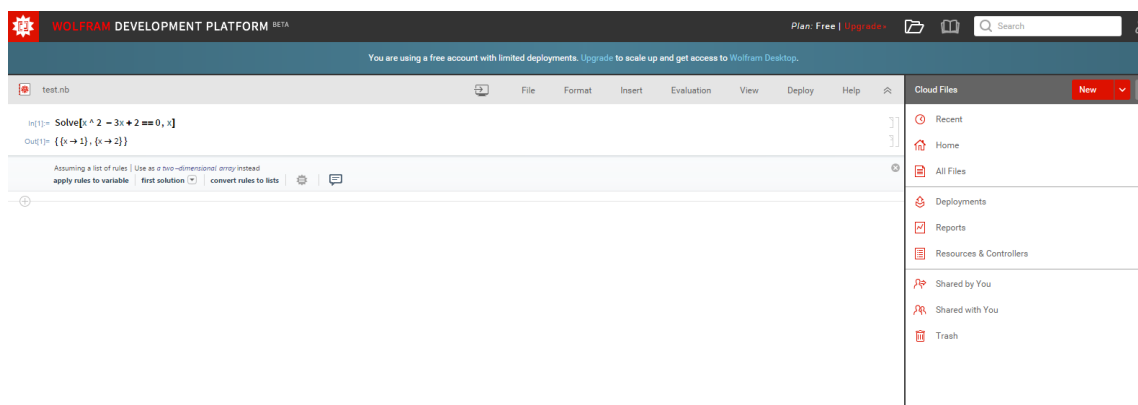 WOLFRAM DEVELOPMENT PLATFORM BETA
Plan: Free | Upgrade»
Search
You are using a free account with limited deployments. Upgrade to scale up and get access to Wolfram Desktop.
test.nb
File Format Insert Evaluation View Deploy Help
In[1]:= Solve[x ^ 2 - 3x + 2 == 0, x]
Out[1]= {{x → 1}, {x → 2}}
Assuming a list of rules | Use as a two-dimensional array instead
apply rules to variable first solution convert rules to lists
Cloud Files
New
Recent
Home
All Files
Deployments
Reports
Resources & Controllers
Shared by You
Shared with You
Trash